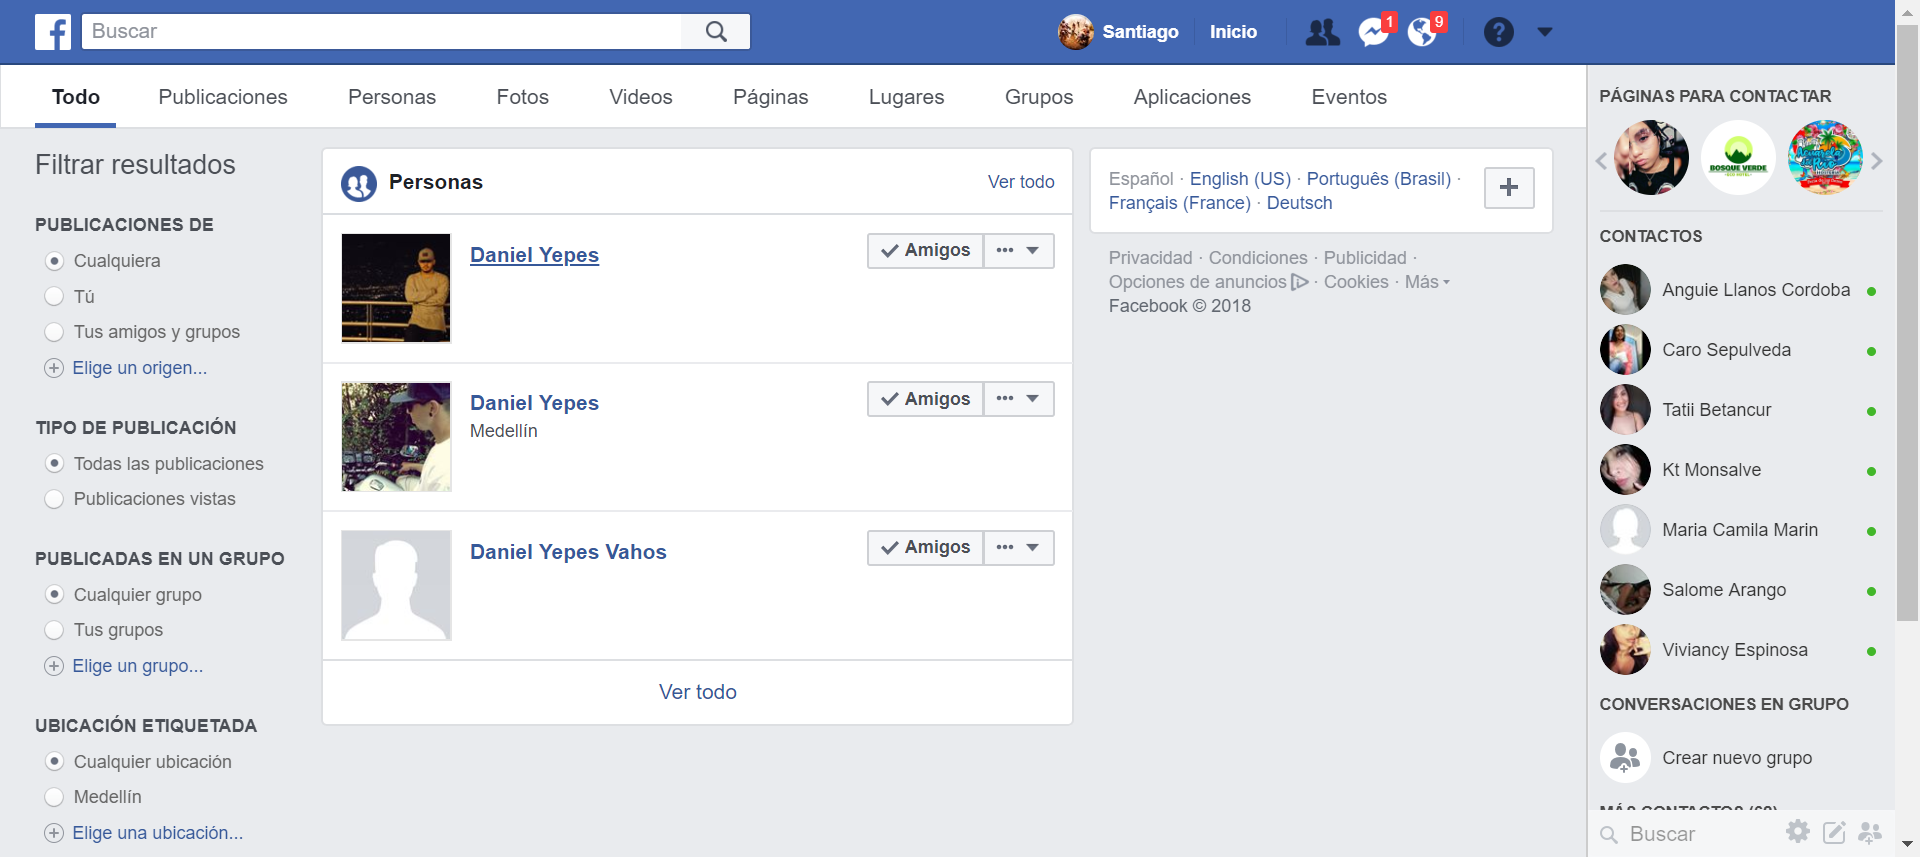 Buscar
Santiago
Inicio
1
9
Todo
Publicaciones
Personas
Fotos
Videos
Páginas
Lugares
Grupos
Aplicaciones
Eventos
Filtrar resultados
PUBLICACIONES DE
Cualquiera
Tú
Tus amigos y grupos
Elige un origen...
TIPO DE PUBLICACIÓN
Todas las publicaciones
Publicaciones vistas
PUBLICADAS EN UN GRUPO
Cualquier grupo
Tus grupos
Elige un grupo...
UBICACIÓN ETIQUETADA
Cualquier ubicación
Medellín
Elige una ubicación...
Personas
Ver todo
Daniel Yepes
Amigos
Daniel Yepes
Medellín
Amigos
Daniel Yepes Vahos
Amigos
Ver todo
Español · English (US) · Português (Brasil) ·
Français (France) · Deutsch
Privacidad · Condiciones · Publicidad ·
Opciones de anuncios · Cookies · Más
Facebook © 2018
PÁGINAS PARA CONTACTAR
BOSQUE VERDE
CONTACTOS
Anguie Llanos Cordoba
Caro Sepulveda
Tatii Betancur
Kt Monsalve
Maria Camila Marin
Salome Arango
Viviancy Espinosa
CONVERSACIONES EN GRUPO
Crear nuevo grupo
MÁS CONTACTOS (69)
Buscar